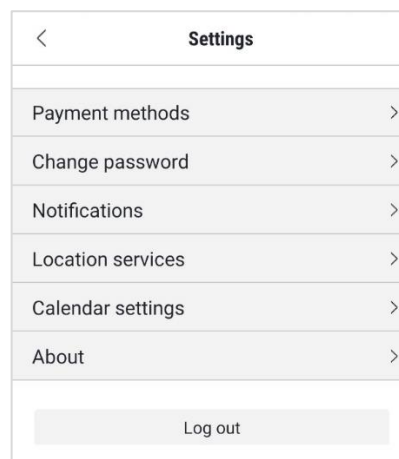 Settings
Payment methods
Change password
Notifications
Location services
Calendar settings
About
Log out